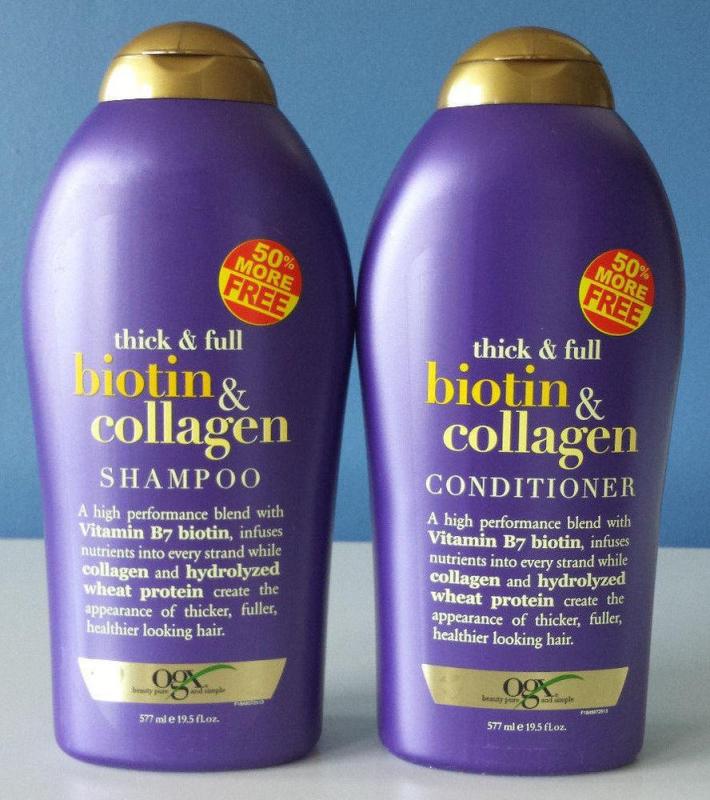 50%
MORE
FREE
thick & full
biotin &
collagen
SHAMPOO
A high performance blend with
Vitamin B7 biotin, infuses
nutrients into every strand while
collagen and hydrolyzed
wheat protein create the
appearance of thicker, fuller,
healthier looking hair.
ogx
beauty pure and simple
577 ml e 19.5 fl.oz.
50%
MORE
FREE
thick & full
biotin &
collagen
CONDITIONER
A high performance blend with
Vitamin B7 biotin, infuses
nutrients into every strand while
collagen and hydrolyzed
wheat protein create the
appearance of thicker, fuller,
healthier looking hair.
ogx
beauty pure and simple
577 ml e 19.5 fl.oz.